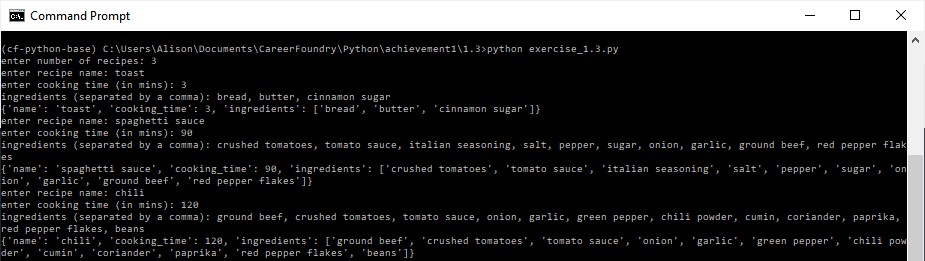 Command Prompt
(cf-python-base) C:\Users\Alison\Documents\CareerFoundry\Python\achievement1\1.3>python exercise_1.3.py
enter number of recipes: 3
enter recipe name: toast
enter cooking time (in mins): 3
ingredients (separated by a comma): bread, butter, cinnamon sugar
{'name': 'toast', 'cooking_time': 3, 'ingredients': ['bread', 'butter', 'cinnamon sugar']}
enter recipe name: spaghetti sauce
enter cooking time (in mins): 90
ingredients (separated by a comma): crushed tomatoes, tomato sauce, italian seasoning, salt, pepper, sugar, onion, garlic, ground beef, red pepper flak
es
{'name': 'spaghetti sauce', 'cooking_time': 90, 'ingredients': ['crushed tomatoes', 'tomato sauce', 'italian seasoning', 'salt', 'pepper', 'sugar', 'on
ion', 'garlic', 'ground beef', 'red pepper flakes']}
enter recipe name: chili
enter cooking time (in mins): 120
ingredients (separated by a comma): ground beef, crushed tomatoes, tomato sauce, onion, garlic, green pepper, chili powder, cumin, coriander, paprika,
red pepper flakes, beans
{'name': 'chili', 'cooking_time': 120, 'ingredients': ['ground beef', 'crushed tomatoes', 'tomato sauce', 'onion', 'garlic', 'green pepper', 'chili pow
der', 'cumin', 'coriander', 'paprika', 'red pepper flakes', 'beans']}